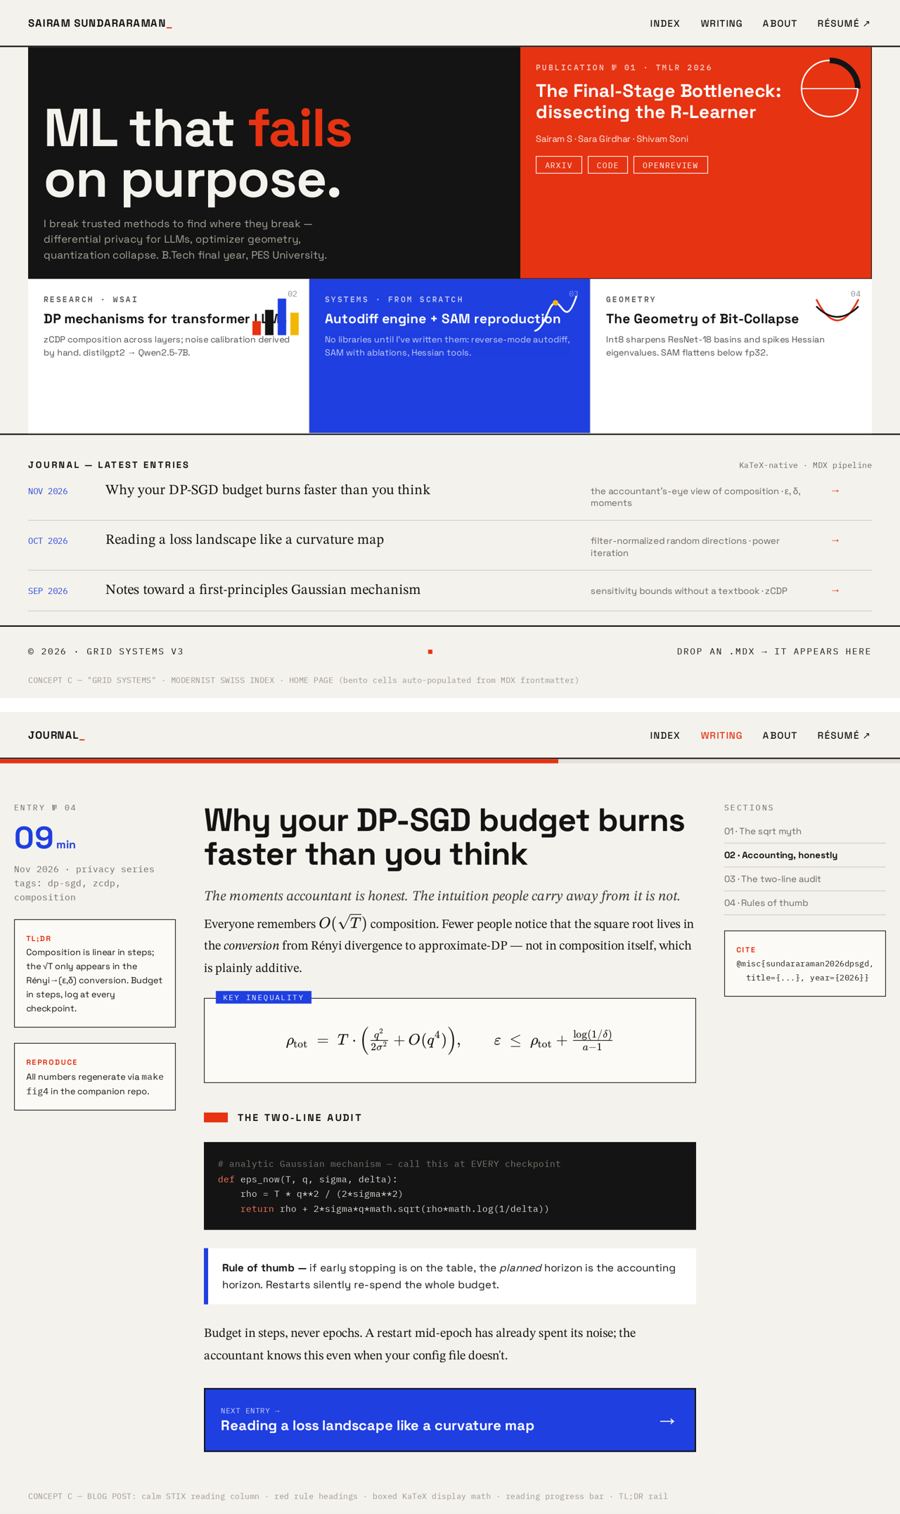 SAIRAM SUNDARARAMAN_
INDEX WRITING ABOUT RÉSUMÉ ↗
ML that fails
on purpose.
I break trusted methods to find where they break —
differential privacy for LLMs, optimizer geometry,
quantization collapse. B.Tech final year, PES University.
PUBLICATION № 01 · TMLR 2026
The Final-Stage Bottleneck:
dissecting the R-Learner
Sairam S · Sara Girdhar · Shivam Soni
ARXIV CODE OPENREVIEW
02
RESEARCH · WSAI
DP mechanisms for transformer LLMs
zCDP composition across layers; noise calibration derived
by hand. distilgpt2 → Qwen2.5-7B.
03
SYSTEMS · FROM SCRATCH
Autodiff engine + SAM reproduction
No libraries until I've written them: reverse-mode autodiff,
SAM with ablations, Hessian tools.
04
GEOMETRY
The Geometry of Bit-Collapse
Int8 sharpens ResNet-18 basins and spikes Hessian
eigenvalues. SAM flattens below fp32.
JOURNAL — LATEST ENTRIES
KaTeX-native · MDX pipeline
NOV 2026 Why your DP-SGD budget burns faster than you think the accountant's-eye view of composition · ε, δ, →
moments
OCT 2026 Reading a loss landscape like a curvature map filter-normalized random directions · power →
iteration
SEP 2026 Notes toward a first-principles Gaussian mechanism sensitivity bounds without a textbook · zCDP →
© 2026 · GRID SYSTEMS V3
DROP AN .MDX → IT APPEARS HERE
CONCEPT C — "GRID SYSTEMS" · MODERNIST SWISS INDEX · HOME PAGE (bento cells auto-populated from MDX frontmatter)
JOURNAL_
INDEX WRITING ABOUT RÉSUMÉ ↗
ENTRY № 04
09 min
Nov 2026 · privacy series
tags: dp-sgd, zcdp,
composition
TL;DR
Composition is linear in steps;
the √T only appears in the
Rényi→(ε,δ) conversion. Budget
in steps, log at every
checkpoint.
REPRODUCE
All numbers regenerate via make
fig4 in the companion repo.
Why your DP-SGD budget burns
faster than you think
The moments accountant is honest. The intuition people carry away from it is not.
Everyone remembers O(√T) composition. Fewer people notice that the square root lives in
the conversion from Rényi divergence to approximate-DP — not in composition itself, which
is plainly additive.
KEY INEQUALITY
ρ_tot = T · (q²/2σ² + O(q⁴)), ε ≤ ρ_tot + log(1/δ)/a−1
THE TWO-LINE AUDIT
# analytic Gaussian mechanism — call this at EVERY checkpoint
def eps_now(T, q, sigma, delta):
    rho = T * q**2 / (2*sigma**2)
    return rho + 2*sigma*q*math.sqrt(rho*math.log(1/delta))
Rule of thumb — if early stopping is on the table, the planned horizon is the accounting
horizon. Restarts silently re-spend the whole budget.
Budget in steps, never epochs. A restart mid-epoch has already spent its noise; the
accountant knows this even when your config file doesn't.
NEXT ENTRY →
Reading a loss landscape like a curvature map →
SECTIONS
01 · The sqrt myth
02 · Accounting, honestly
03 · The two-line audit
04 · Rules of thumb
CITE
@misc{sundararaman2026dpsgd,
  title={...}, year={2026}}
CONCEPT C — BLOG POST: calm STIX reading column · red rule headings · boxed KaTeX display math · reading progress bar · TL;DR rail